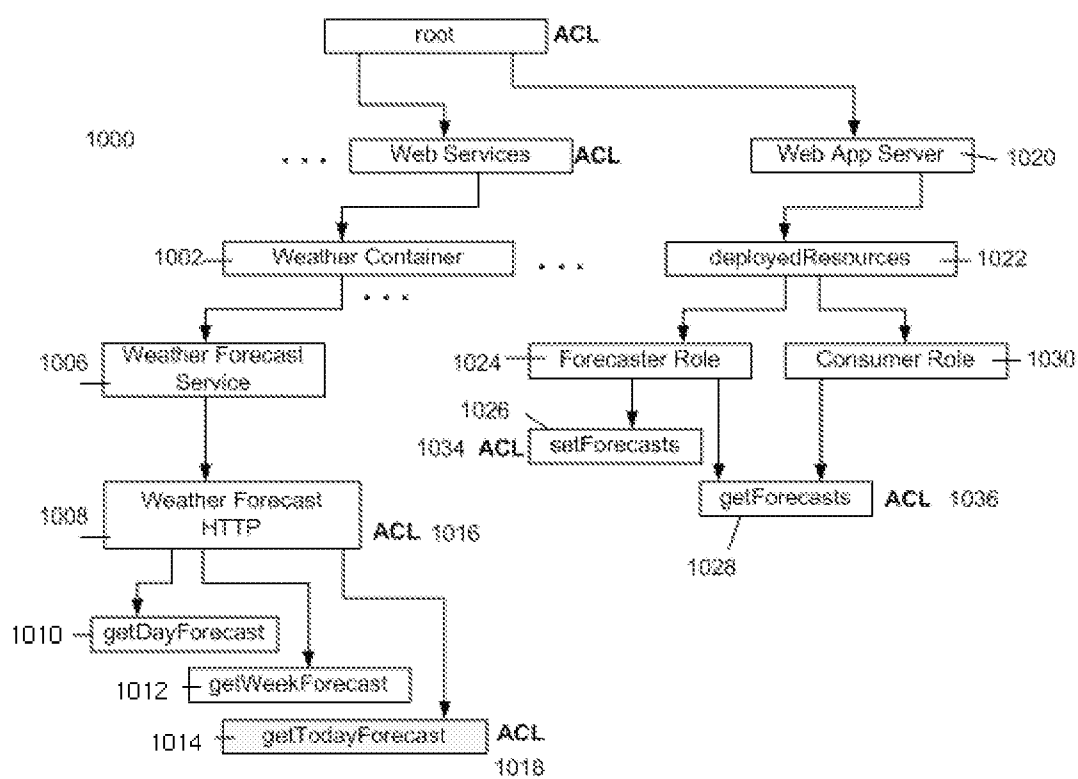 root ACL
1000
. . . Web Services ACL
Web App Server 1020
1002 Weather Container . . .
deployedResources 1022
. . .
1006 Weather Forecast
Service
1024 Forecaster Role
Consumer Role 1030
1026
1034 ACL setForecasts
1008 Weather Forecast
HTTP
ACL 1016
getForecasts ACL 1036
1028
1010 getDayForecast
1012 getWeekForecast
1014 getTodayForecast ACL
1018